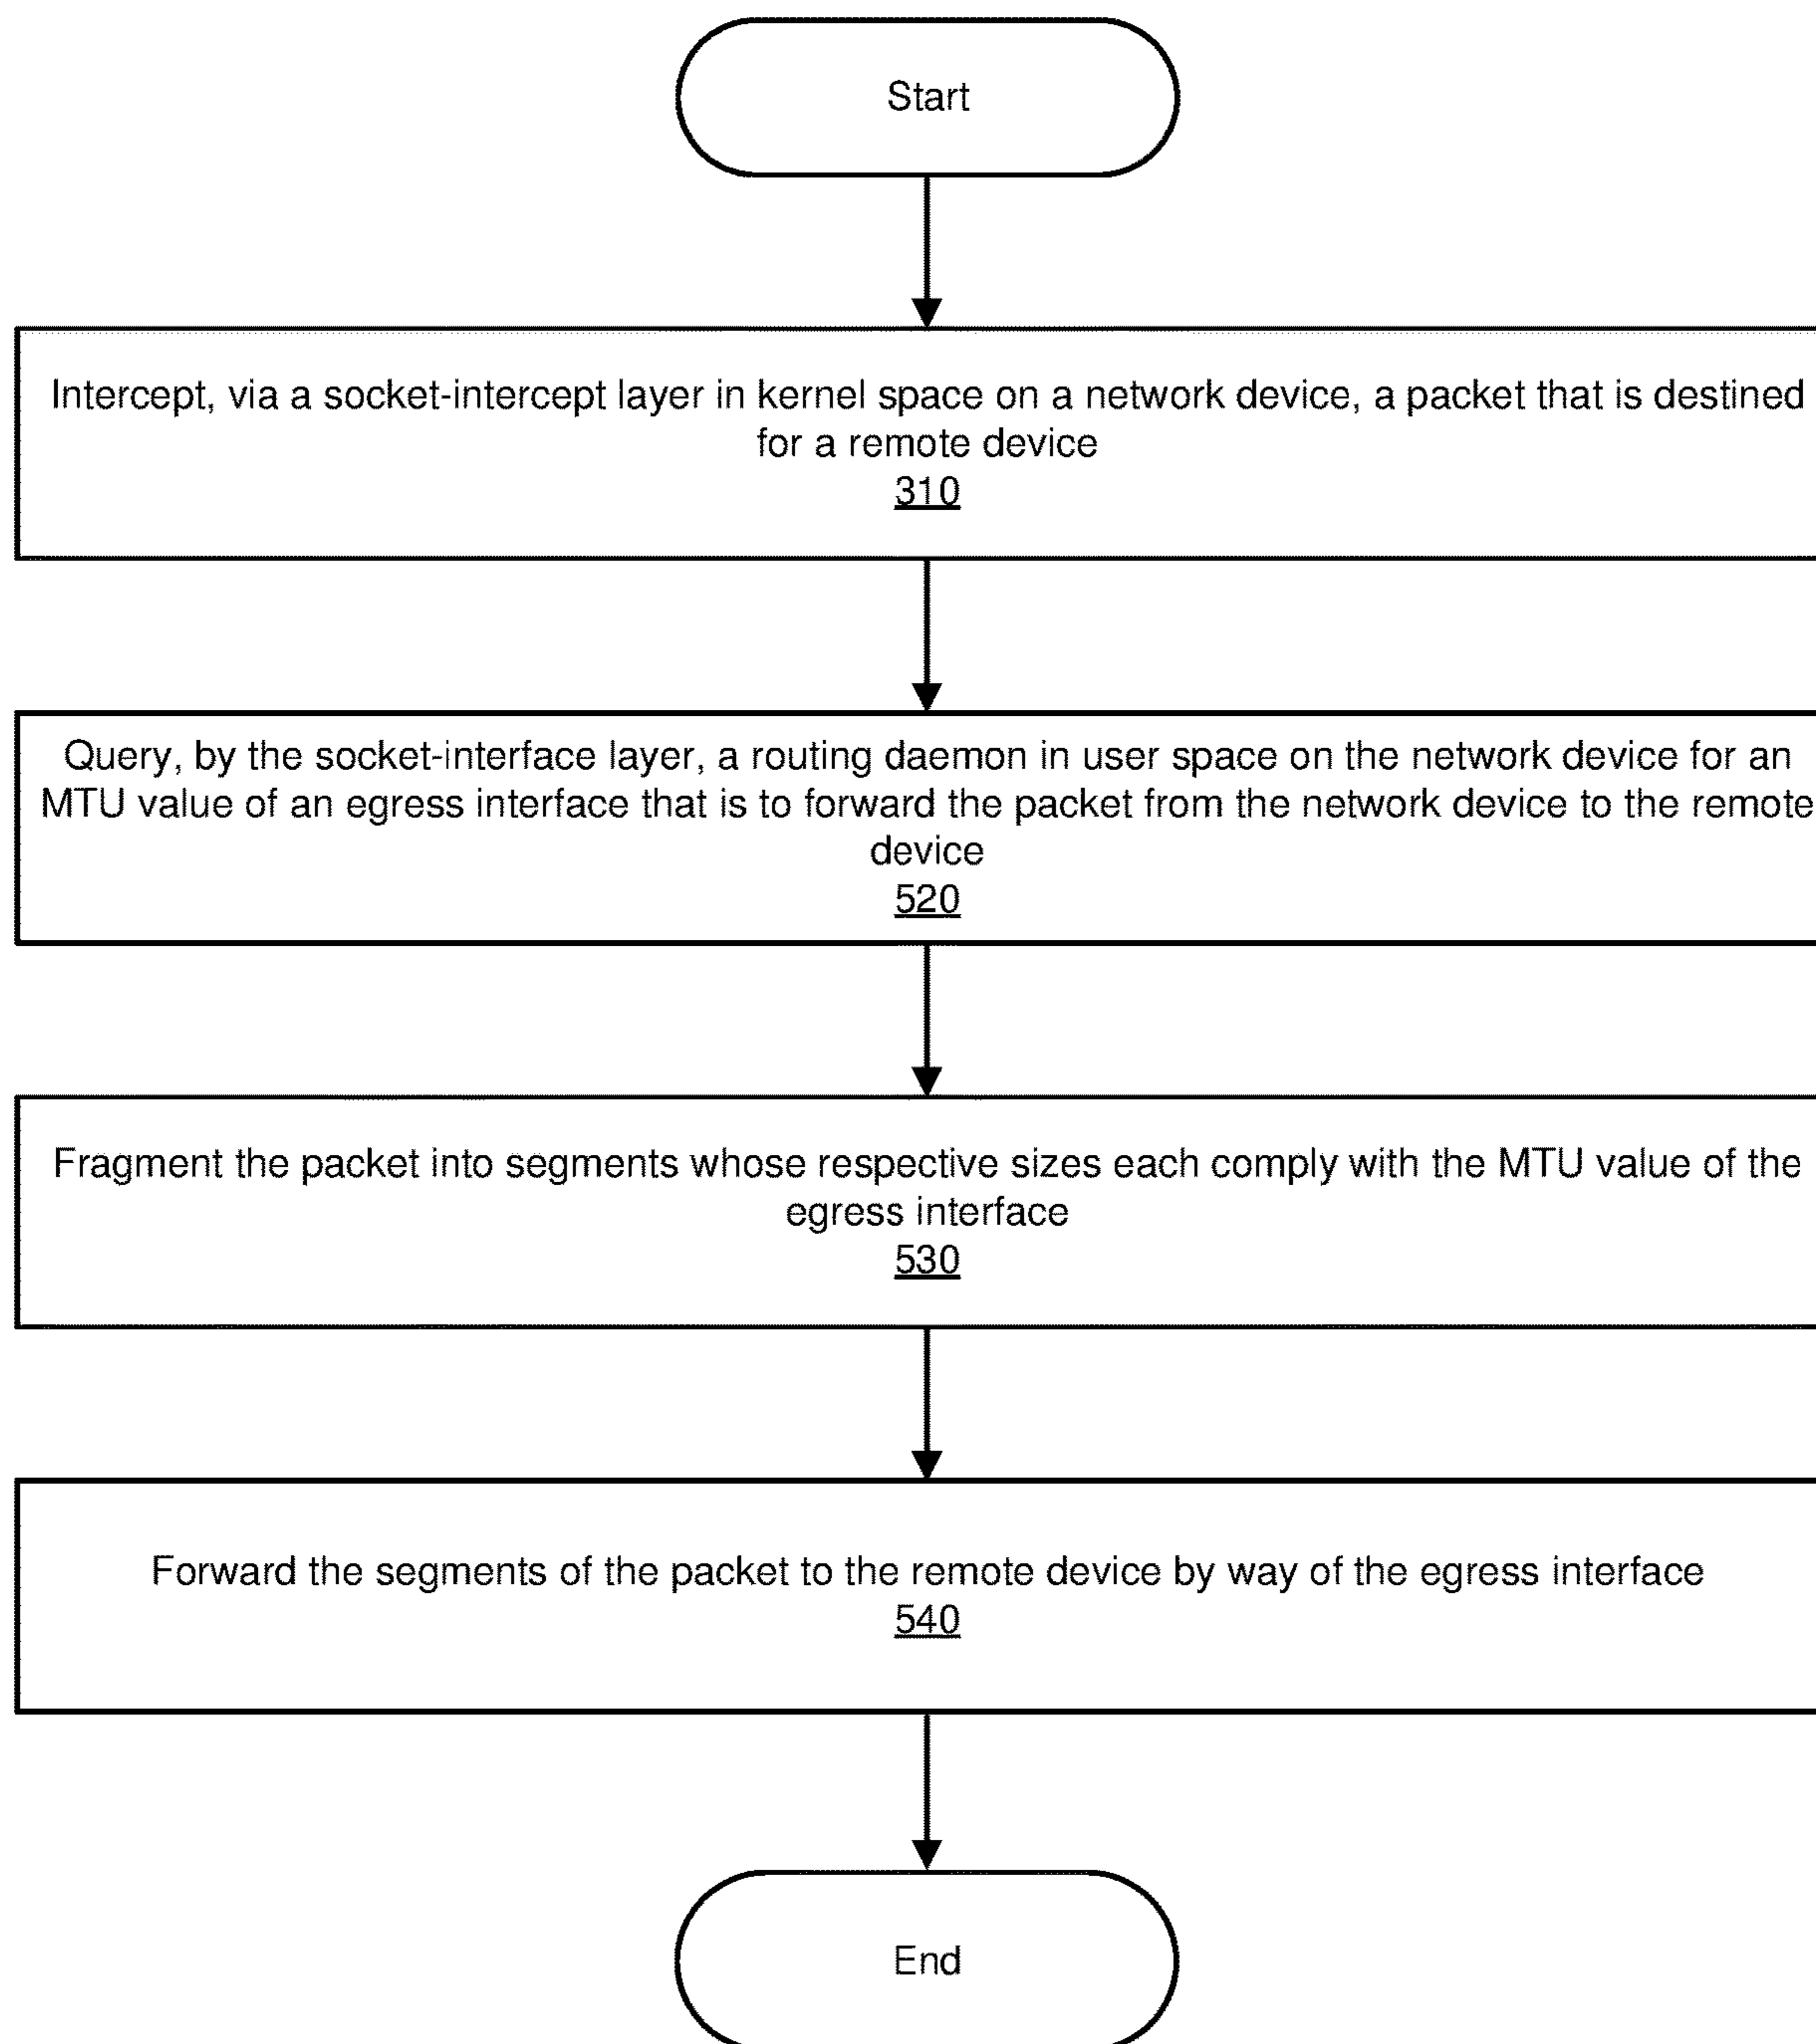 Start
Intercept, via a socket-intercept layer in kernel space on a network device, a packet that is destined
for a remote device
310
Query, by the socket-interface layer, a routing daemon in user space on the network device for an
MTU value of an egress interface that is to forward the packet from the network device to the remote
device
520
Fragment the packet into segments whose respective sizes each comply with the MTU value of the
egress interface
530
Forward the segments of the packet to the remote device by way of the egress interface
540
End